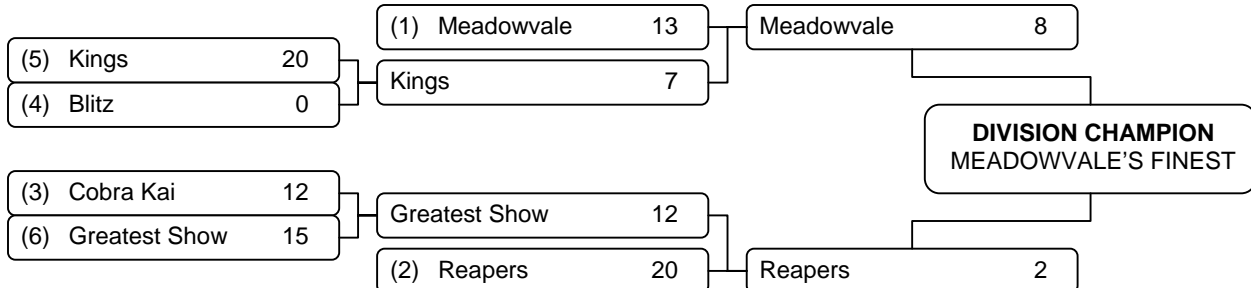 (1) Meadowvale 13
Meadowvale 8
(5) Kings 20
Kings 7
(4) Blitz 0
DIVISION CHAMPION
MEADOWVALE'S FINEST
(3) Cobra Kai 12
Greatest Show 12
(6) Greatest Show 15
(2) Reapers 20
Reapers 2